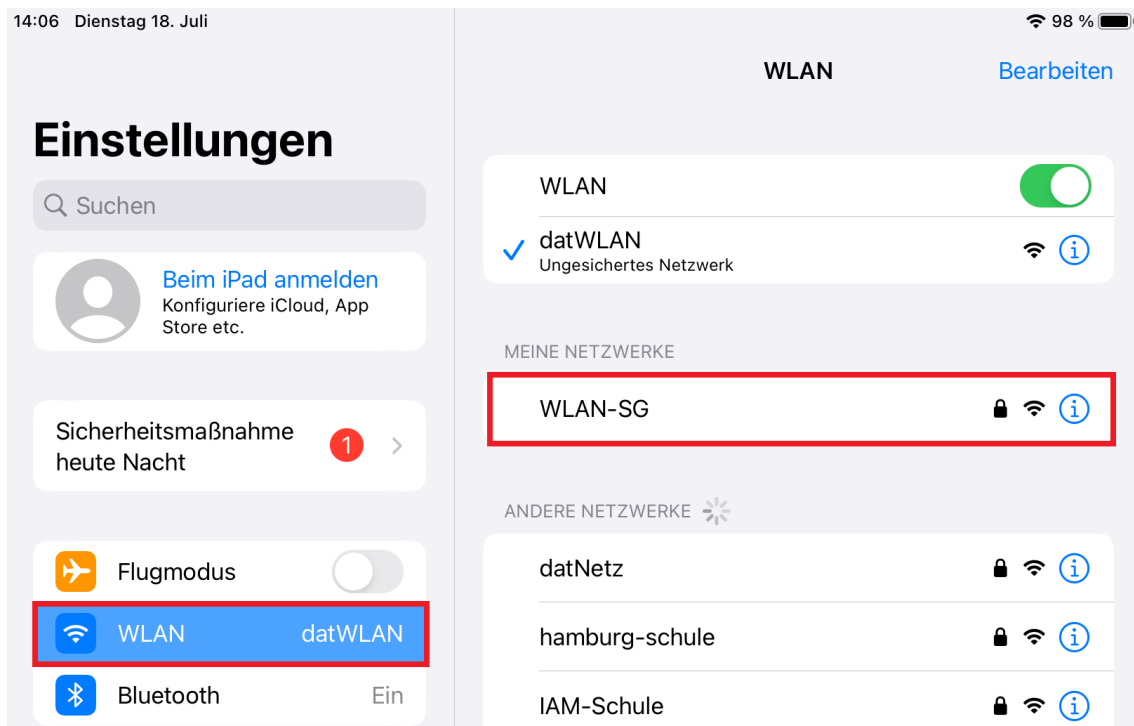 14:06 Dienstag 18. Juli
98 %
Einstellungen
Suchen
Beim iPad anmelden
Konfiguriere iCloud, App
Store etc.
Sicherheitsmaßnahme
heute Nacht
1
Flugmodus
WLAN datWLAN
Bluetooth Ein
WLAN Bearbeiten
WLAN
datWLAN
Ungesichertes Netzwerk
MEINE NETZWERKE
WLAN-SG
ANDERE NETZWERKE
datNetz
hamburg-schule
IAM-Schule